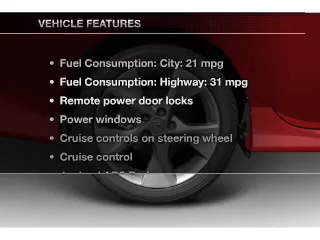 VEHICLE FEATURES
• Fuel Consumption: City: 21 mpg
• Fuel Consumption: Highway: 31 mpg
• Remote power door locks
• Power windows
• Cruise controls on steering wheel
• Cruise control